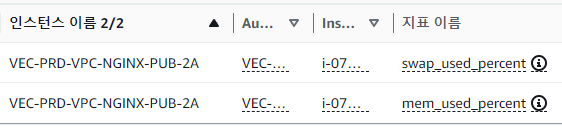 인스턴스 이름 2/2 Au... Ins... 지표 이름
VEC-PRD-VPC-NGINX-PUB-2A VEC-... i-07... swap_used_percent
VEC-PRD-VPC-NGINX-PUB-2A VEC-... i-07... mem_used_percent